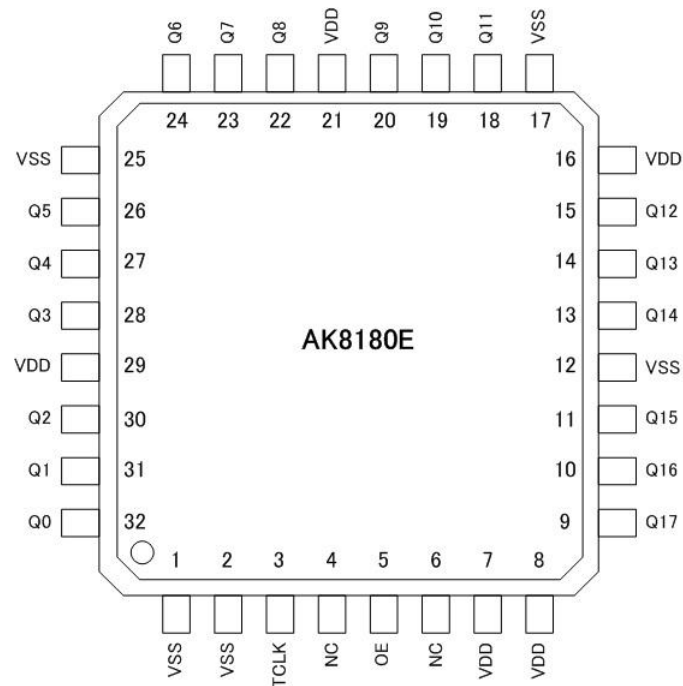 Q6 Q7 Q8 VDD Q9 Q10 Q11 VSS
24 23 22 21 20 19 18 17
VSS 25 16 VDD
Q5 26 15 Q12
Q4 27 14 Q13
Q3 28 13 Q14
AK8180E
VDD 29 12 VSS
Q2 30 11 Q15
Q1 31 10 Q16
Q0 32 9 Q17
1 2 3 4 5 6 7 8
VSS VSS TCLK NC OE NC VDD VDD